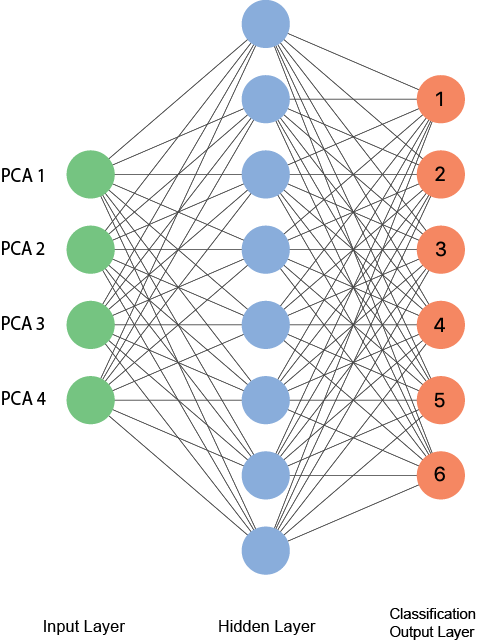 1
PCA 1
2
PCA 2
3
PCA 3
4
PCA 4
5
6
Input Layer
Hidden Layer
Classification
Output Layer